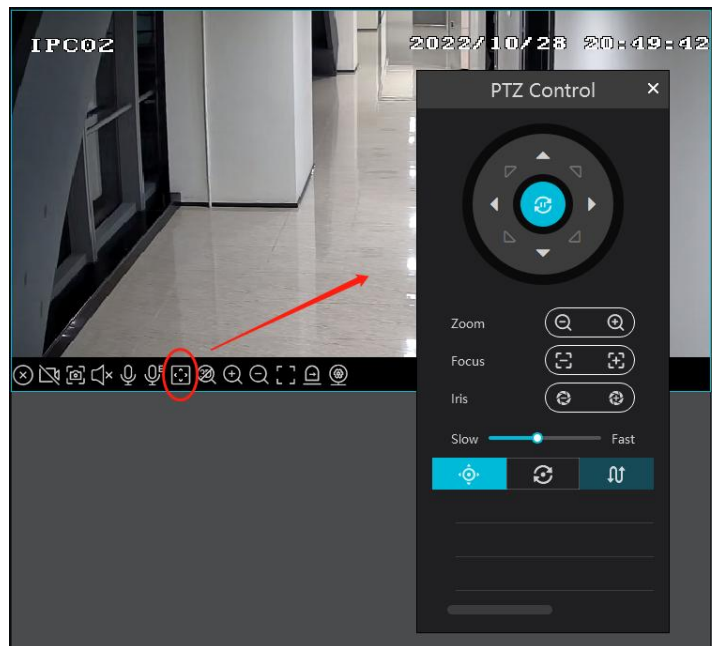 IPC02
2022/10/28 20:49:42
PTZ Control
Zoom
Focus
Iris
Slow
Fast